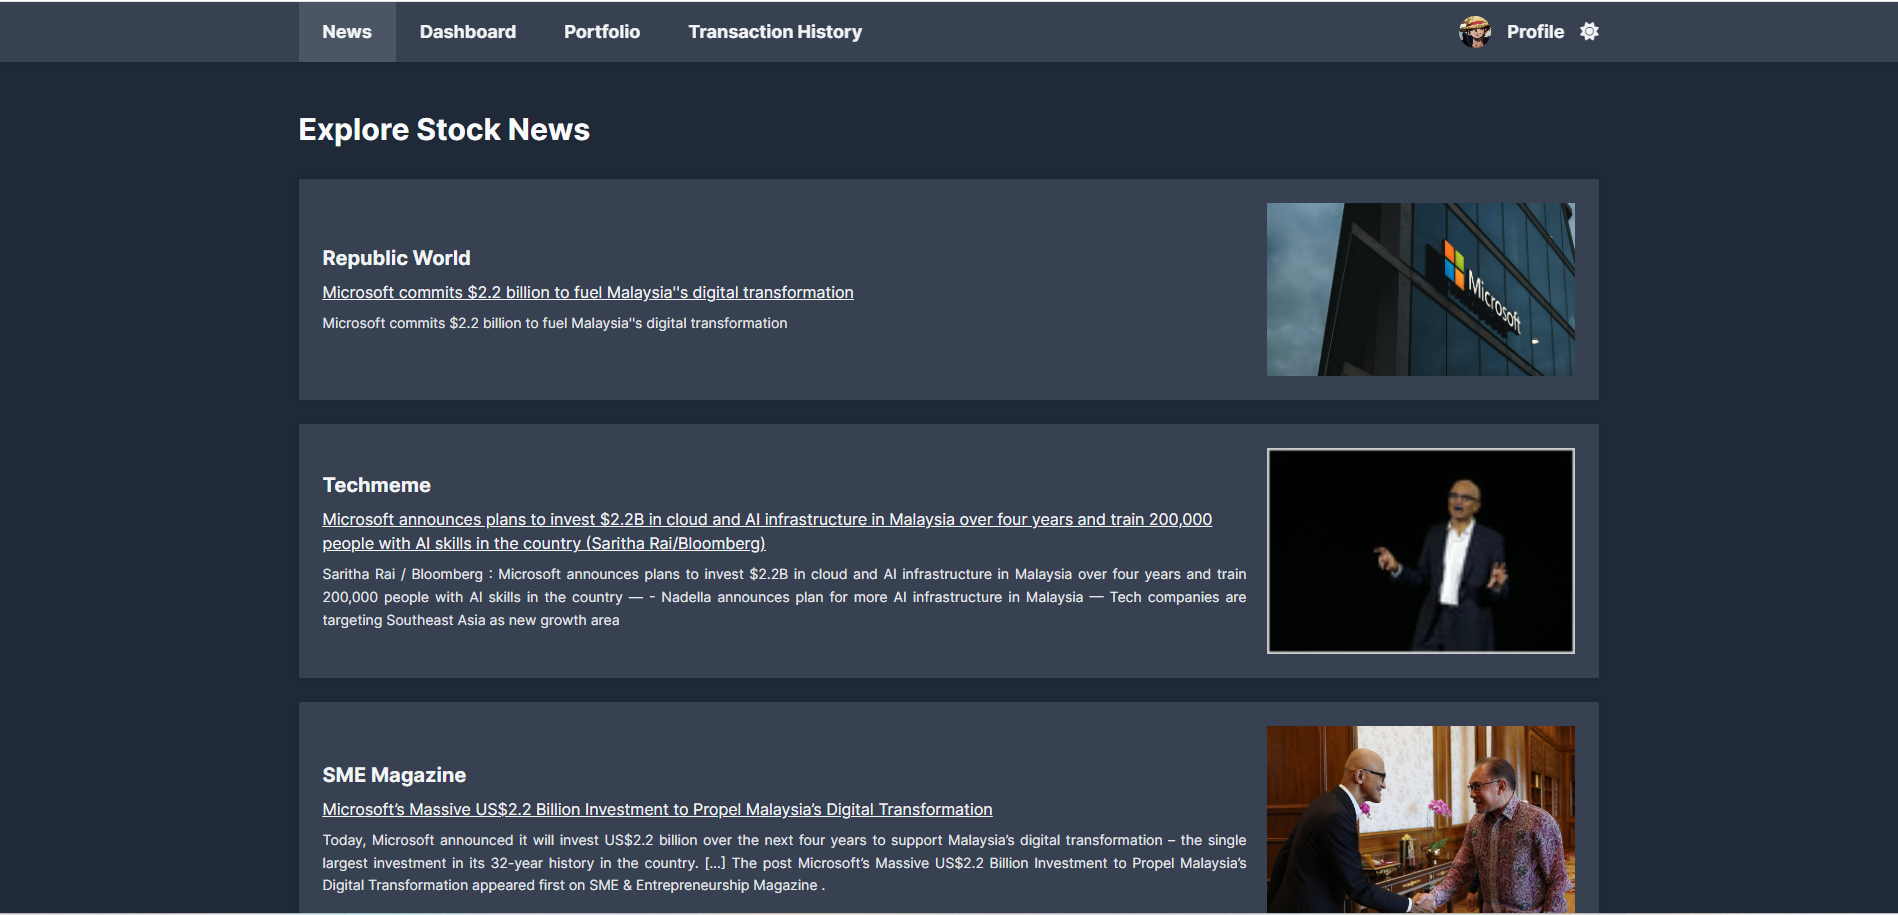 News Dashboard Portfolio Transaction History Profile
Explore Stock News
Republic World
Microsoft commits $2.2 billion to fuel Malaysia''s digital transformation
Microsoft commits $2.2 billion to fuel Malaysia''s digital transformation
Microsoft
Techmeme
Microsoft announces plans to invest $2.2B in cloud and AI infrastructure in Malaysia over four years and train 200,000
people with AI skills in the country (Saritha Rai/Bloomberg)
Saritha Rai / Bloomberg : Microsoft announces plans to invest $2.2B in cloud and AI infrastructure in Malaysia over four years and train
200,000 people with AI skills in the country — - Nadella announces plan for more AI infrastructure in Malaysia — Tech companies are
targeting Southeast Asia as new growth area
SME Magazine
Microsoft’s Massive US$2.2 Billion Investment to Propel Malaysia’s Digital Transformation
Today, Microsoft announced it will invest US$2.2 billion over the next four years to support Malaysia’s digital transformation – the single
largest investment in its 32-year history in the country. [...] The post Microsoft’s Massive US$2.2 Billion Investment to Propel Malaysia’s
Digital Transformation appeared first on SME & Entrepreneurship Magazine .